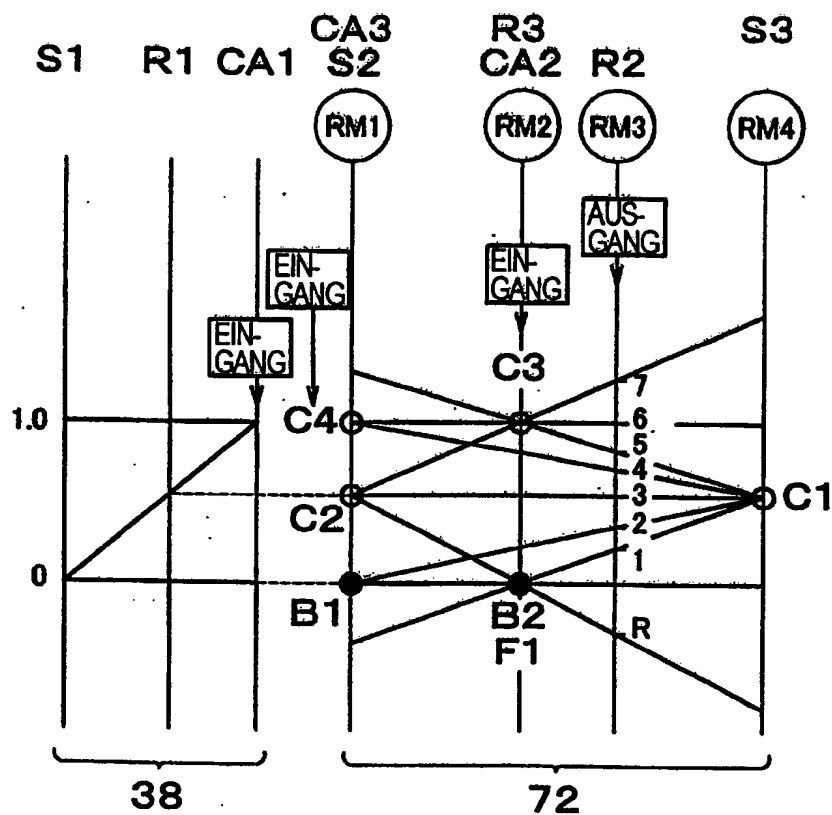 CA3 R3 S3
S1 R1 CA1 S2 CA2 R2
RM1 RM2 RM3 RM4
AUS-
GANG
EIN-
GANG
EIN-
GANG
EIN-
GANG
C3
7
1.0
C4
6
5
4
C2
3
C1
2
1
0
B1
B2
R
F1
38
72